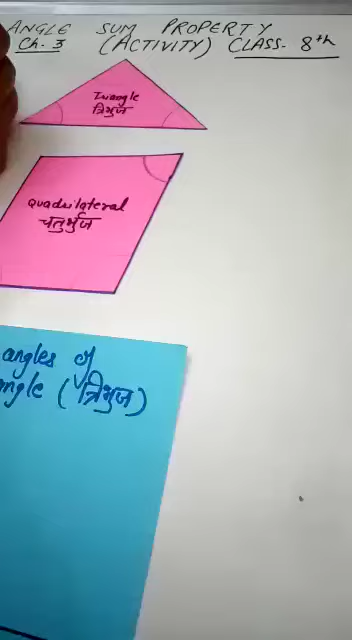 ANGLE SUM PROPERTY
Ch. 3 (ACTIVITY) CLASS- 8th
Triangle
त्रिभुज
Quadrilateral
चतुर्भुज
angles of
ngle (त्रिभुज)